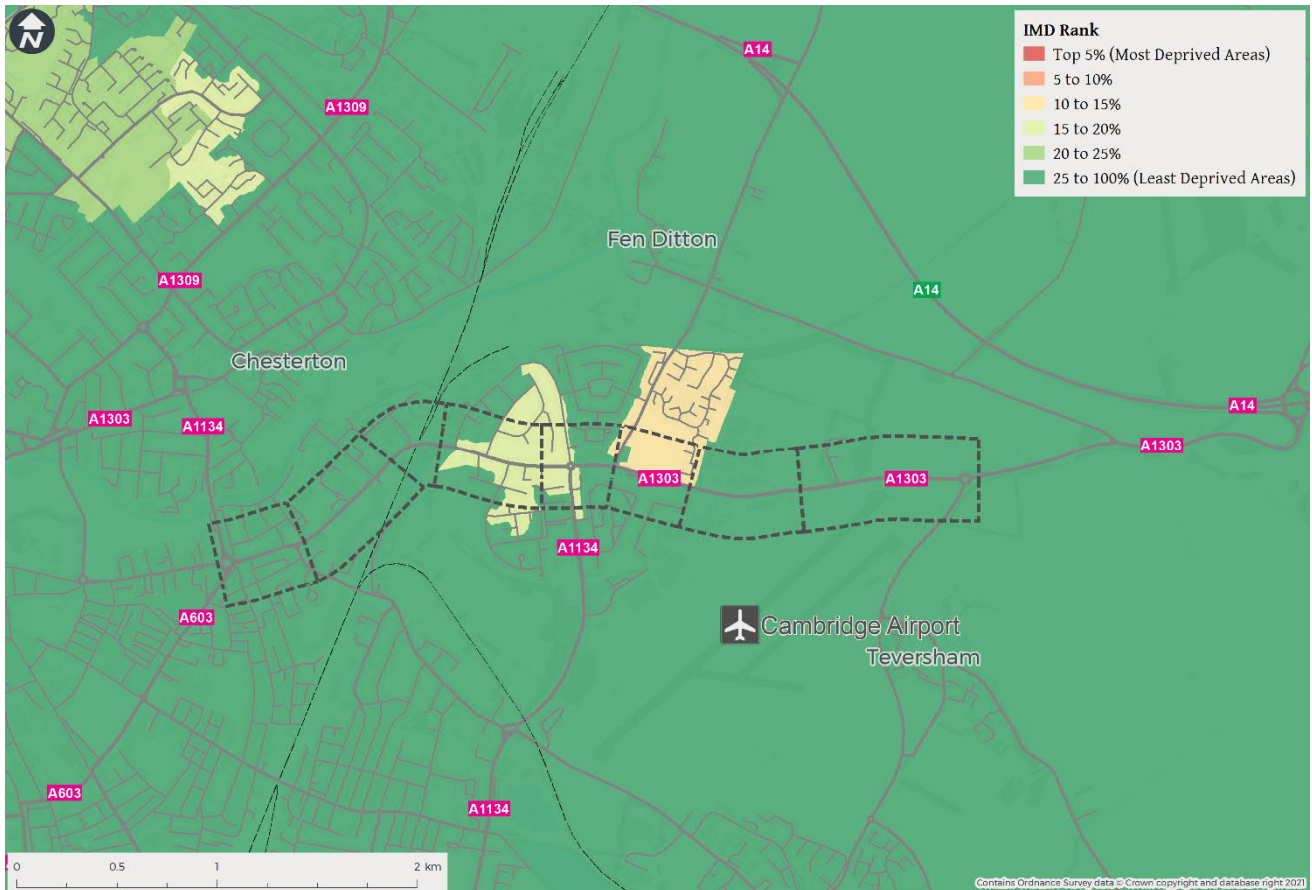 N
IMD Rank
Top 5% (Most Deprived Areas)
5 to 10%
10 to 15%
15 to 20%
20 to 25%
25 to 100% (Least Deprived Areas)
A14
A1309
Fen Ditton
A1309
A14
Chesterton
A1303
A1134
A14
A1303
A1303
A1303
A1134
A603
Cambridge Airport
Teversham
A603
A1134
0 0.5 1 2 km
Contains Ordnance Survey data © Crown copyright and database right 2021